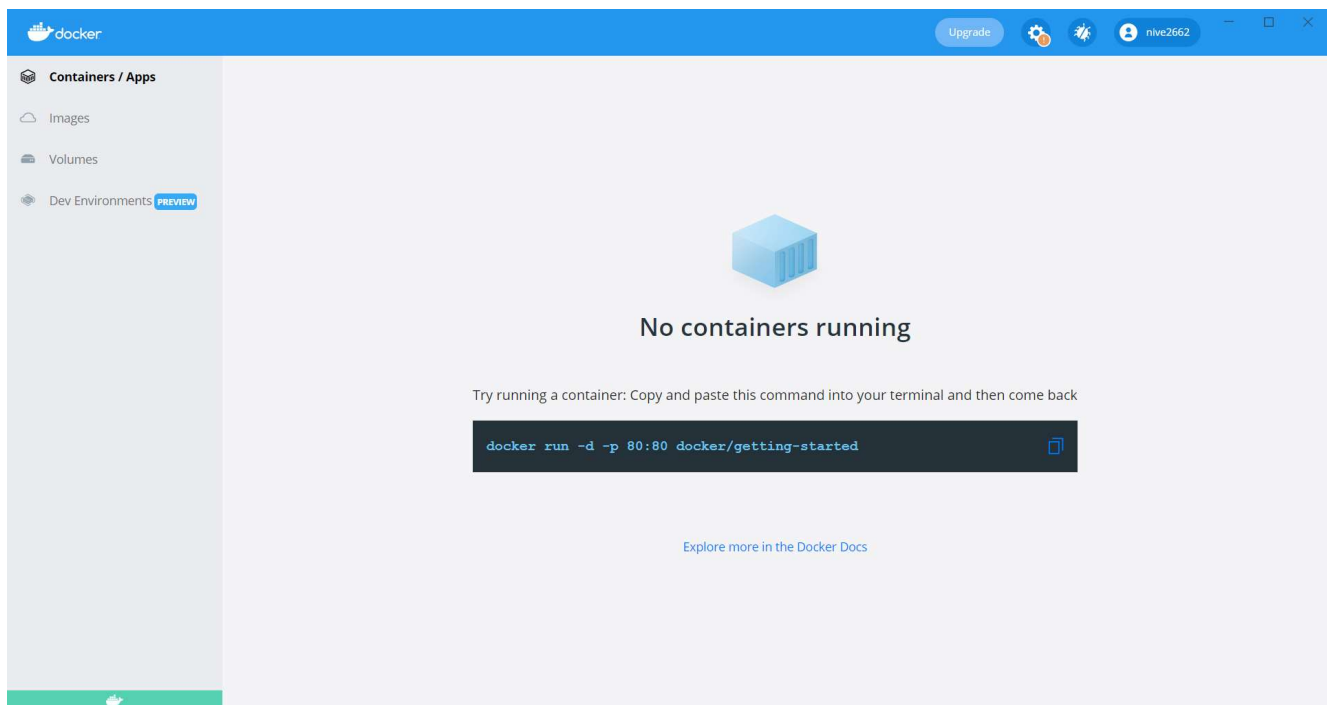 docker
Upgrade
nive2662
Containers / Apps
Images
Volumes
Dev Environments PREVIEW
No containers running
Try running a container: Copy and paste this command into your terminal and then come back
docker run -d -p 80:80 docker/getting-started
Explore more in the Docker Docs